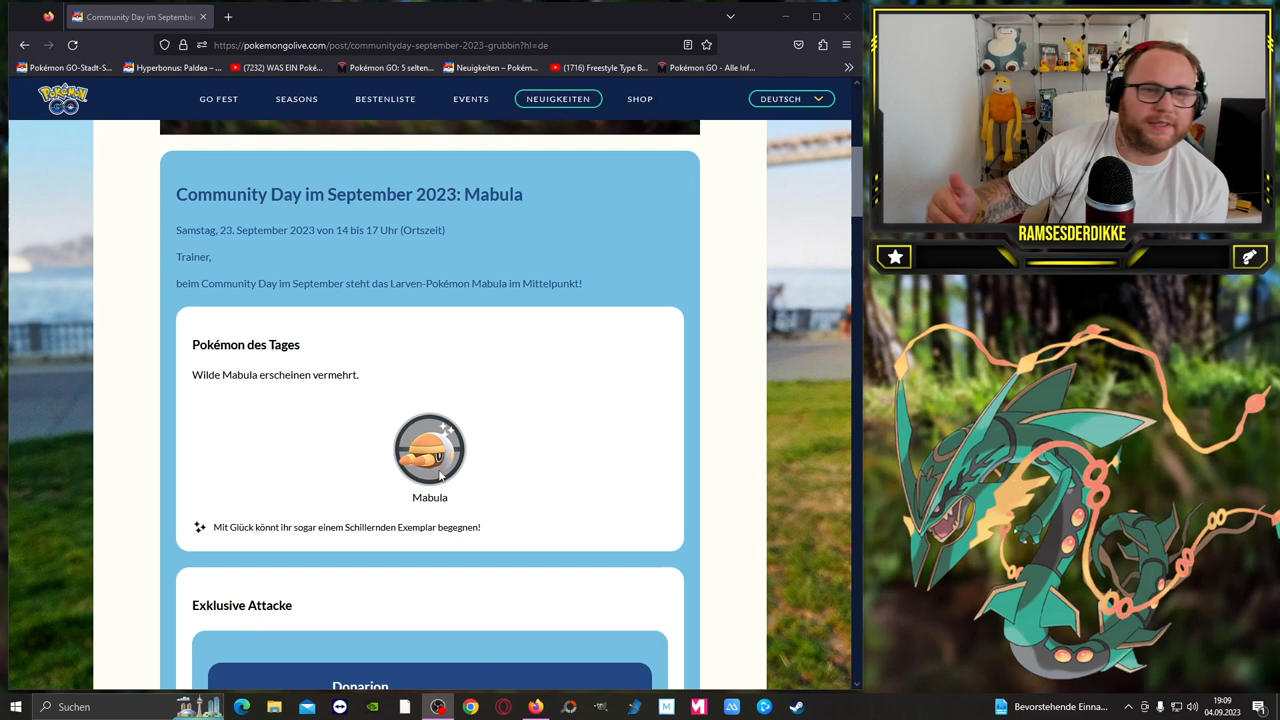 Community Day im September
https://pokemongolive.com/post/communityday-september-2023-grubbin?hl=de
Pokémon GO-Stadt-S...
Hyperbonus: Paldea –...
(7232) WAS EIN Poké...
Pokémon GO: 5 selten...
Neuigkeiten – Pokém...
(1716) Freestyle Type B...
Pokémon GO - Alle Inf...
POKÉMON GO
GO FEST
SEASONS
BESTENLISTE
EVENTS
NEUIGKEITEN
SHOP
DEUTSCH
Community Day im September 2023: Mabula
Samstag, 23. September 2023 von 14 bis 17 Uhr (Ortszeit)
Trainer,
beim Community Day im September steht das Larven-Pokémon Mabula im Mittelpunkt!
Pokémon des Tages
Wilde Mabula erscheinen vermehrt.
Mabula
Mit Glück könnt ihr sogar einem Schillernden Exemplar begegnen!
Exklusive Attacke
Donarion
RAMSESDERDIKKE
Suchen
Bevorstehende Einna...
19:09
04.09.2023